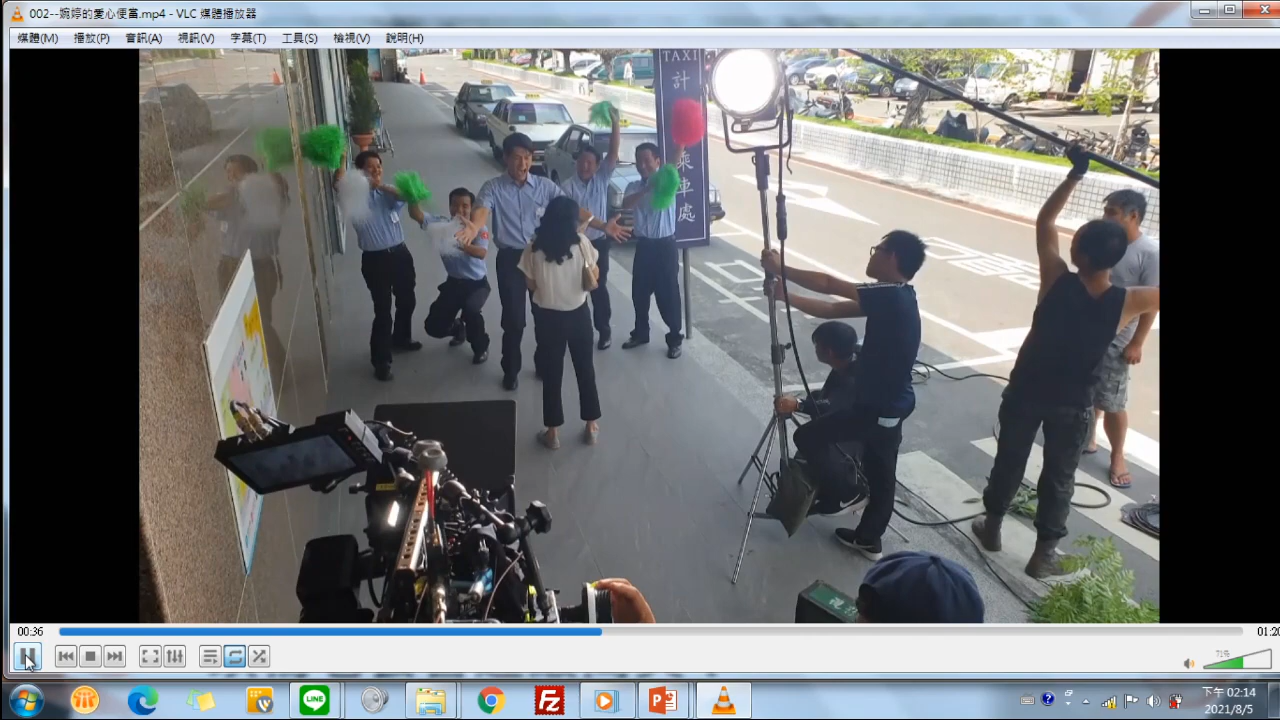 002--婉婷的愛心便當.mp4 - VLC 媒體播放器
媒體(M) 播放(P) 音訊(A) 視訊(V) 字幕(T) 工具(S) 檢視(V) 說明(H)
TAXI
計
乘
車
處
00:36
01:20
71%
LINE
下午 02:14
2021/8/5